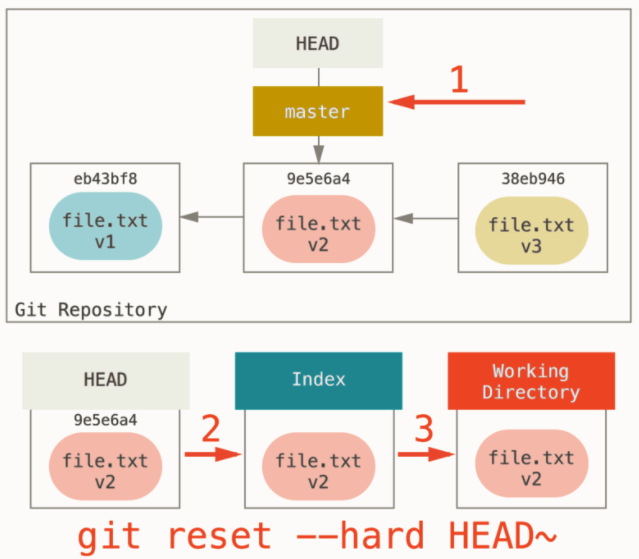 HEAD
1
master
eb43bf8
9e5e6a4
38eb946
file.txt
v1
file.txt
v2
file.txt
v3
Git Repository
HEAD
Index
Working
Directory
9e5e6a4
2
3
file.txt
v2
file.txt
v2
file.txt
v2
git reset --hard HEAD~